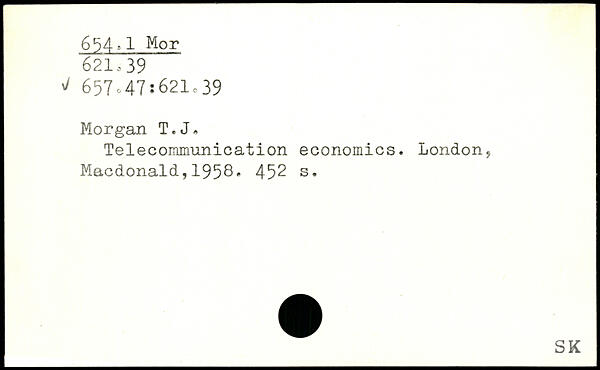 654.1 Mor
621.39
✓ 657.47:621.39
Morgan T.J.
Telecommunication economics. London,
Macdonald,1958. 452 s.
SK